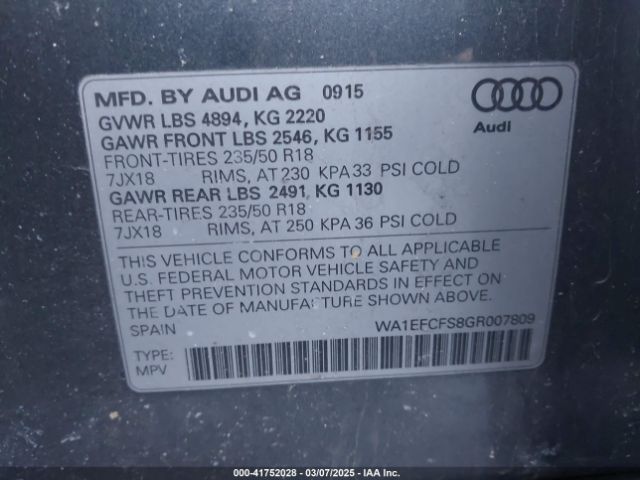 MFD. BY AUDI AG 0915
GVWR LBS 4894, KG 2220
GAWR FRONT LBS 2546, KG 1155
FRONT-TIRES 235/50 R18
7JX18 RIMS, AT 230 KPA 33 PSI COLD
GAWR REAR LBS 2491, KG 1130
REAR-TIRES 235/50 R18
7JX18 RIMS, AT 250 KPA 36 PSI COLD
Audi
THIS VEHICLE CONFORMS TO ALL APPLICABLE
U.S. FEDERAL MOTOR VEHICLE SAFETY AND
THEFT PREVENTION STANDARDS IN EFFECT ON
THE DATE OF MANUFACTURE SHOWN ABOVE.
SPAIN WA1EFCFS8GR007809
TYPE:
MPV
000-41752028 - 03/07/2025 - IAA Inc.